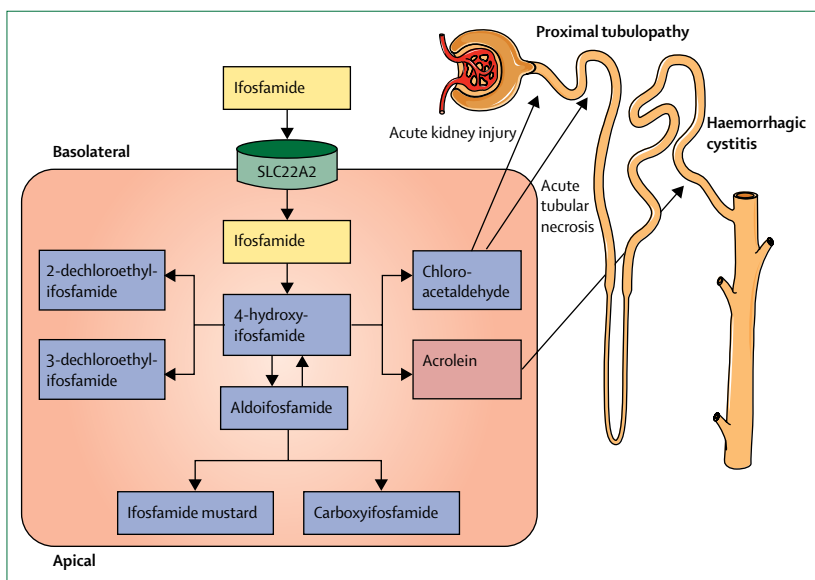 Proximal tubulopathy
Ifosfamide
Acute kidney injury
Haemorrhagic
cystitis
Basolateral
SLC22A2
Acute
tubular
necrosis
Ifosfamide
2-dechloroethyl-
ifosfamide
4-hydroxy-
ifosfamide
Chloro-
acetaldehyde
3-dechloroethyl-
ifosfamide
Acrolein
Aldoifosfamide
Ifosfamide mustard
Carboxyifosfamide
Apical